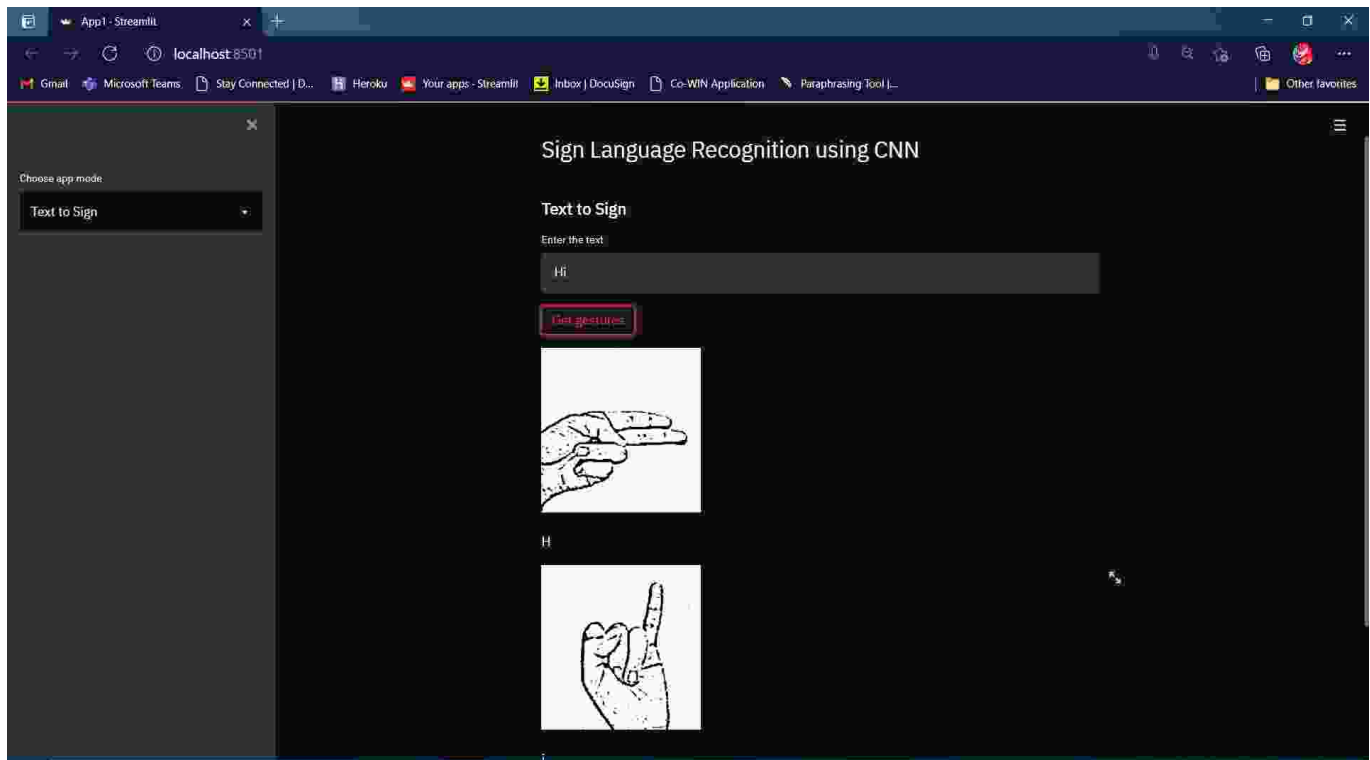 App1 · Streamlit
localhost:8501
Gmail Microsoft Teams Stay Connected | D... Heroku Your apps - Streamlit Inbox | DocuSign Co-WIN Application Paraphrasing Tool |... Other favorites
Choose app mode
Text to Sign
Sign Language Recognition using CNN
Text to Sign
Enter the text
Hi
Get gestures
H
i